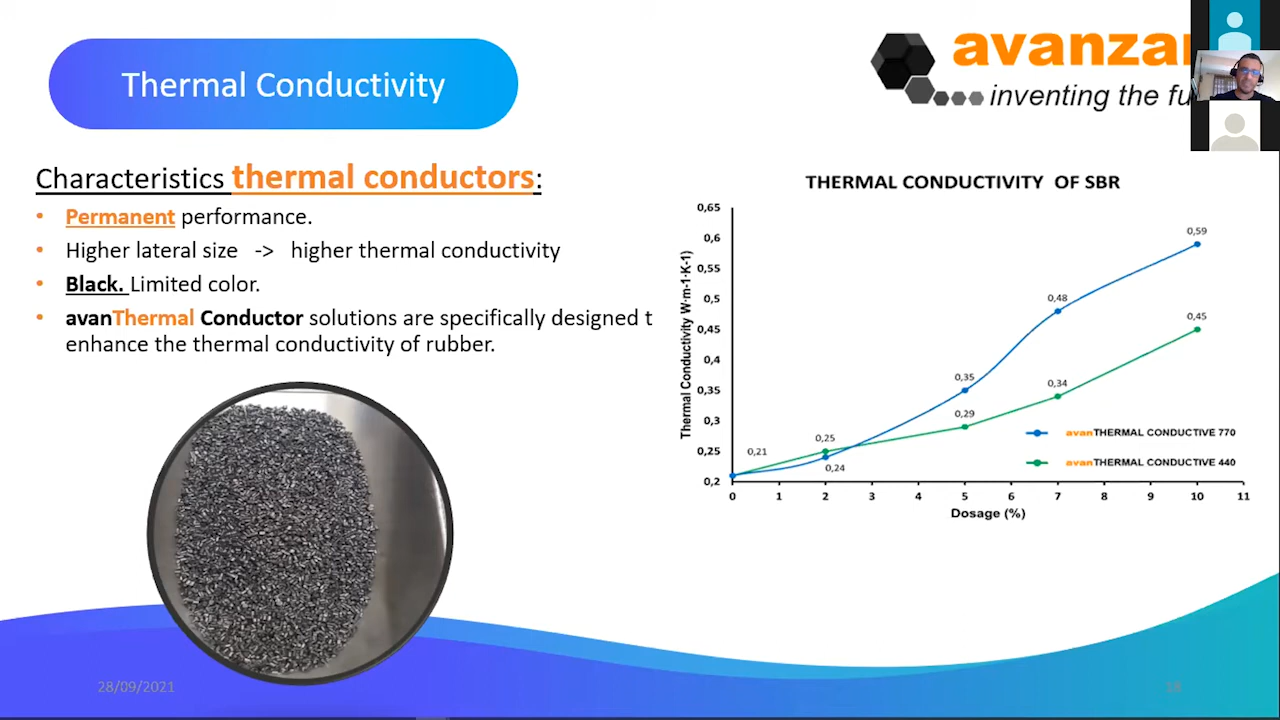 Thermal Conductivity
avanzar
inventing the fu
Characteristics thermal conductors:
• Permanent performance.
• Higher lateral size -> higher thermal conductivity
• Black. Limited color.
• avanThermal Conductor solutions are specifically designed t
enhance the thermal conductivity of rubber.
THERMAL CONDUCTIVITY OF SBR
Thermal Conductivity W·m-1·K-1)
0,65
0,6
0,55
0,5
0,45
0,4
0,35
0,3
0,25
0,2
0,59
0,48
0,45
0,35
0,34
0,29
0,25
0,21
0,24
avanTHERMAL CONDUCTIVE 770
avanTHERMAL CONDUCTIVE 440
0 1 2 3 4 5 6 7 8 9 10 11
Dosage (%)
28/09/2021
18